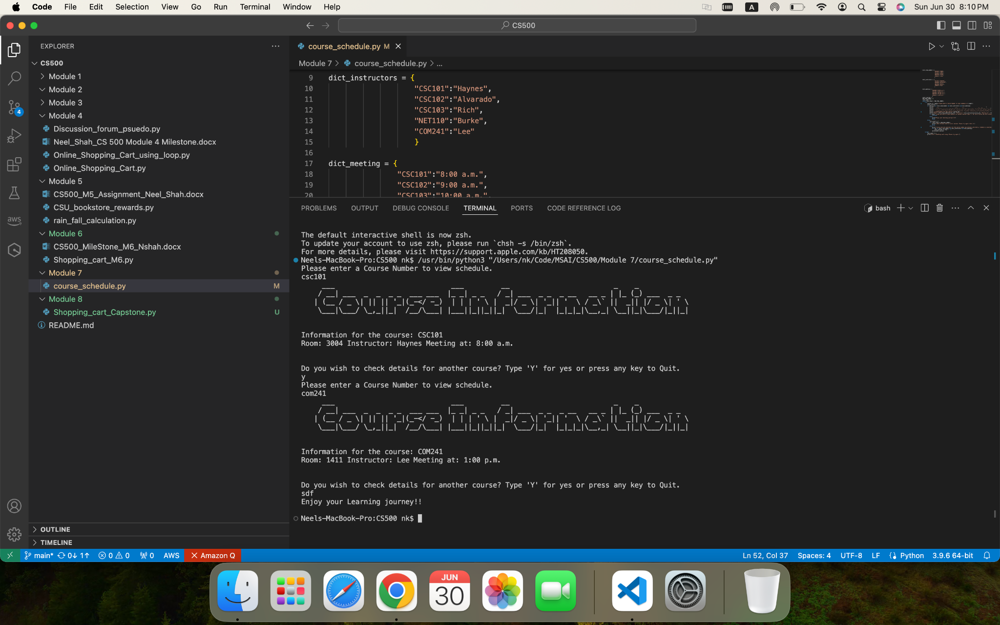 Code File Edit Selection View Go Run Terminal Window Help A Sun Jun 30 8:10 PM
CS500
EXPLORER
CS500
Module 1
Module 2
Module 3
Module 4
Discussion_forum_psuedo.py
Neel_Shah_CS 500 Module 4 Milestone.docx
Online_Shopping_Cart_using_loop.py
Online_Shopping_Cart.py
Module 5
CS500_M5_Assignment_Neel_Shah.docx
CSU_bookstore_rewards.py
rain_fall_calculation.py
Module 6
CS500_MileStone_M6_Nshah.docx
Shopping_cart_M6.py
Module 7
course_schedule.py M
Module 8
Shopping_cart_Capstone.py U
README.md
OUTLINE
TIMELINE
4
aws
course_schedule.py M
Module 7 > course_schedule.py > ...
9 dict_instructors = {
10 "CSC101":"Haynes",
11 "CSC102":"Alvarado",
12 "CSC103":"Rich",
13 "NET110":"Burke",
14 "COM241":"Lee"
15 }
16
17 dict_meeting = {
18 "CSC101":"8:00 a.m.",
19 "CSC102":"9:00 a.m.",
20 "CSC103":"10:00 a.m.",
PROBLEMS OUTPUT DEBUG CONSOLE TERMINAL PORTS CODE REFERENCE LOG bash
The default interactive shell is now zsh.
To update your account to use zsh, please run `chsh -s /bin/zsh`.
For more details, please visit https://support.apple.com/kb/HT208050.
Neels-MacBook-Pro:CS500 nk$ /usr/bin/python3 "/Users/nk/Code/MSAI/CS500/Module 7/course_schedule.py"
Please enter a Course Number to view schedule.
csc101
Course Information
Information for the course: CSC101
Room: 3004 Instructor: Haynes Meeting at: 8:00 a.m.
Do you wish to check details for another course? Type 'Y' for yes or press any key to Quit.
y
Please enter a Course Number to view schedule.
com241
Course Information
Information for the course: COM241
Room: 1411 Instructor: Lee Meeting at: 1:00 p.m.
Do you wish to check details for another course? Type 'Y' for yes or press any key to Quit.
sdf
Enjoy your Learning journey!!
Neels-MacBook-Pro:CS500 nk$
main* 0↓ 1↑ 0 0 0 AWS Amazon Q Ln 52, Col 37 Spaces: 4 UTF-8 LF Python 3.9.6 64-bit
JUN
30